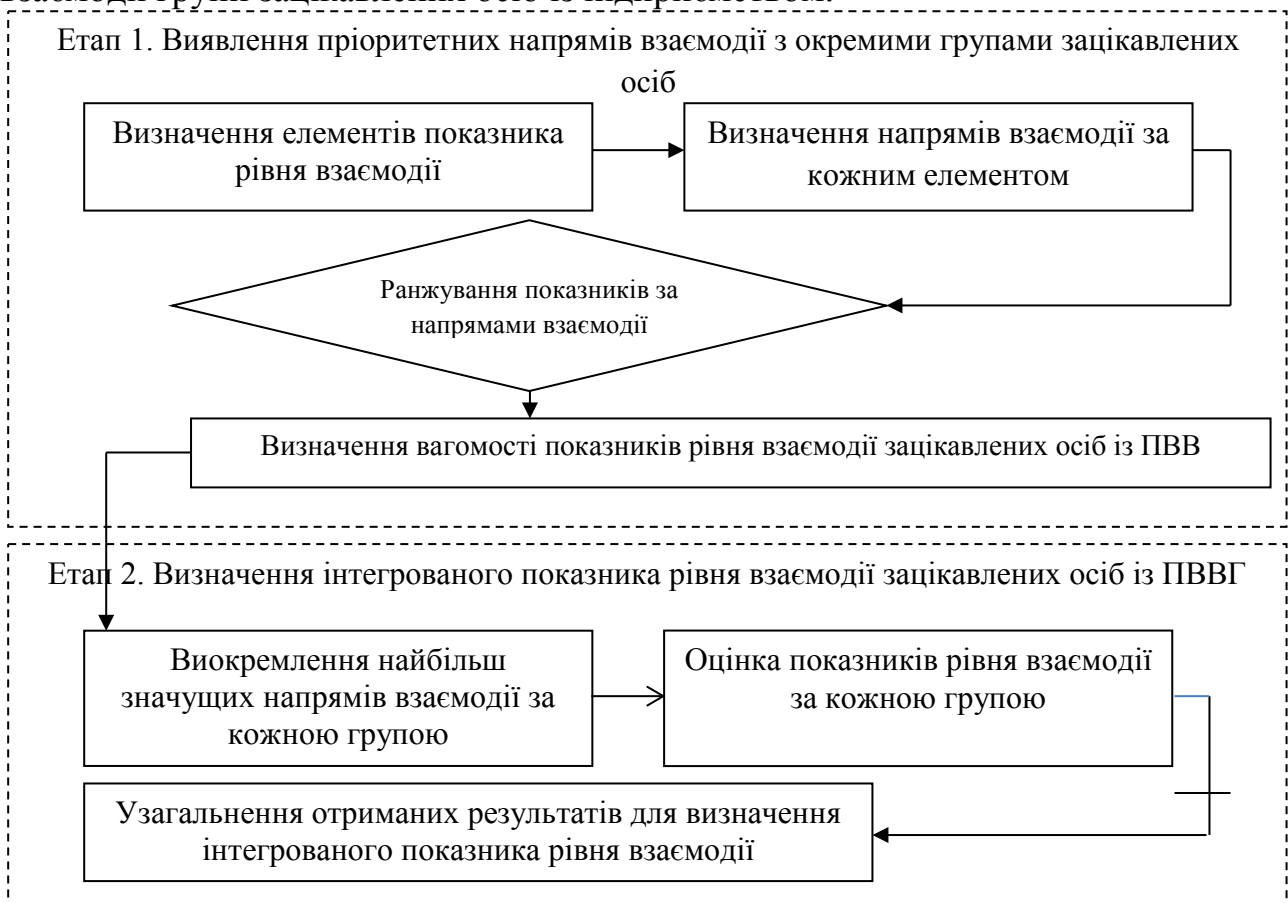 Етап 1. Виявлення пріоритетних напрямів взаємодії з окремими групами зацікавлених
осіб
Визначення елементів показника
рівня взаємодії
Визначення напрямів взаємодії за
кожним елементом
Ранжування показників за
напрямами взаємодії
Визначення вагомості показників рівня взаємодії зацікавлених осіб із ПВВ
Етап 2. Визначення інтегрованого показника рівня взаємодії зацікавлених осіб із ПВВГ
Виокремлення найбільш
значущих напрямів взаємодії за
кожною групою
Оцінка показників рівня взаємодії
за кожною групою
Узагальнення отриманих результатів для визначення
інтегрованого показника рівня взаємодії